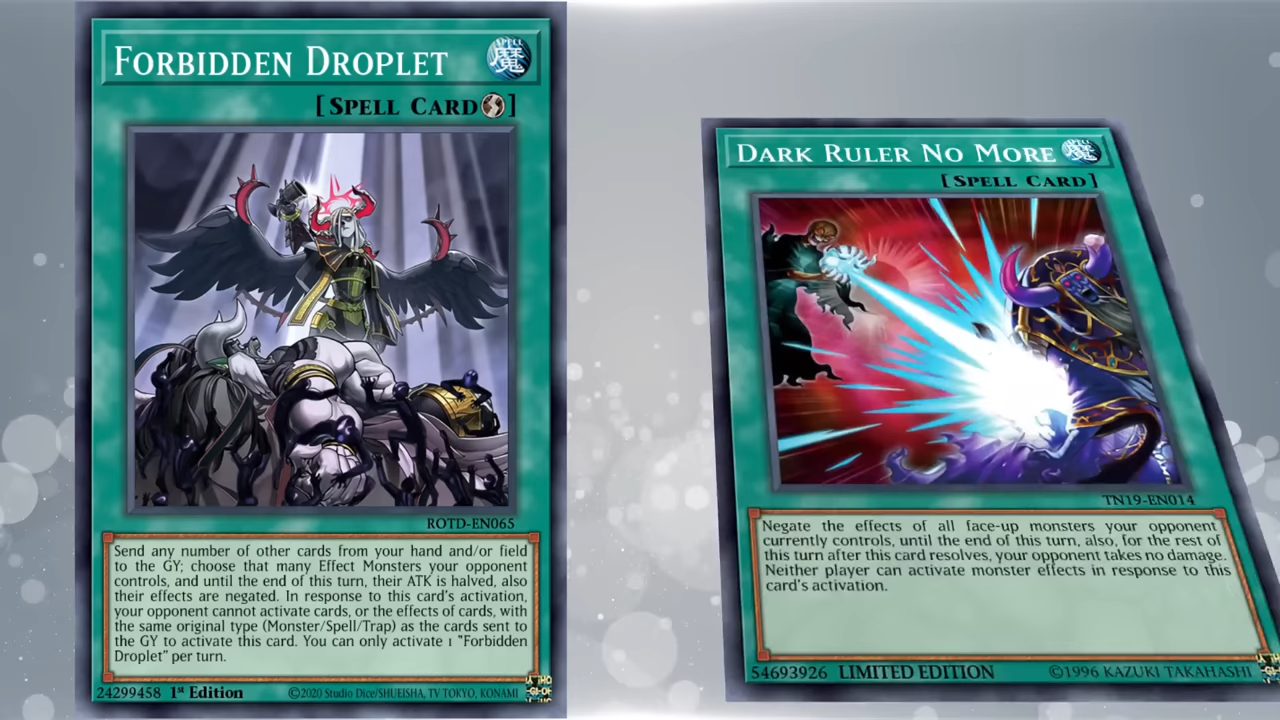 FORBIDDEN DROPLET
SPELL
魔
[SPELL CARD]
ROTD-EN065
Send any number of other cards from your hand and/or field
to the GY; choose that many Effect Monsters your opponent
controls, and until the end of this turn, their ATK is halved, also
their effects are negated. In response to this card's activation,
your opponent cannot activate cards, or the effects of cards, with
the same original type (Monster/Spell/Trap) as the cards sent to
the GY to activate this card. You can only activate 1 "Forbidden
Droplet" per turn.
24299458 1st Edition ©2020 Studio Dice/SHUEISHA, TV TOKYO, KONAMI
DARK RULER NO MORE
SPELL
魔
[SPELL CARD]
TN19-EN014
Negate the effects of all face-up monsters your opponent
currently controls, until the end of this turn, also, for the rest of
this turn after this card resolves, your opponent takes no damage.
Neither player can activate monster effects in response to this
card's activation.
54693926 LIMITED EDITION ©1996 KAZUKI TAKAHASHI